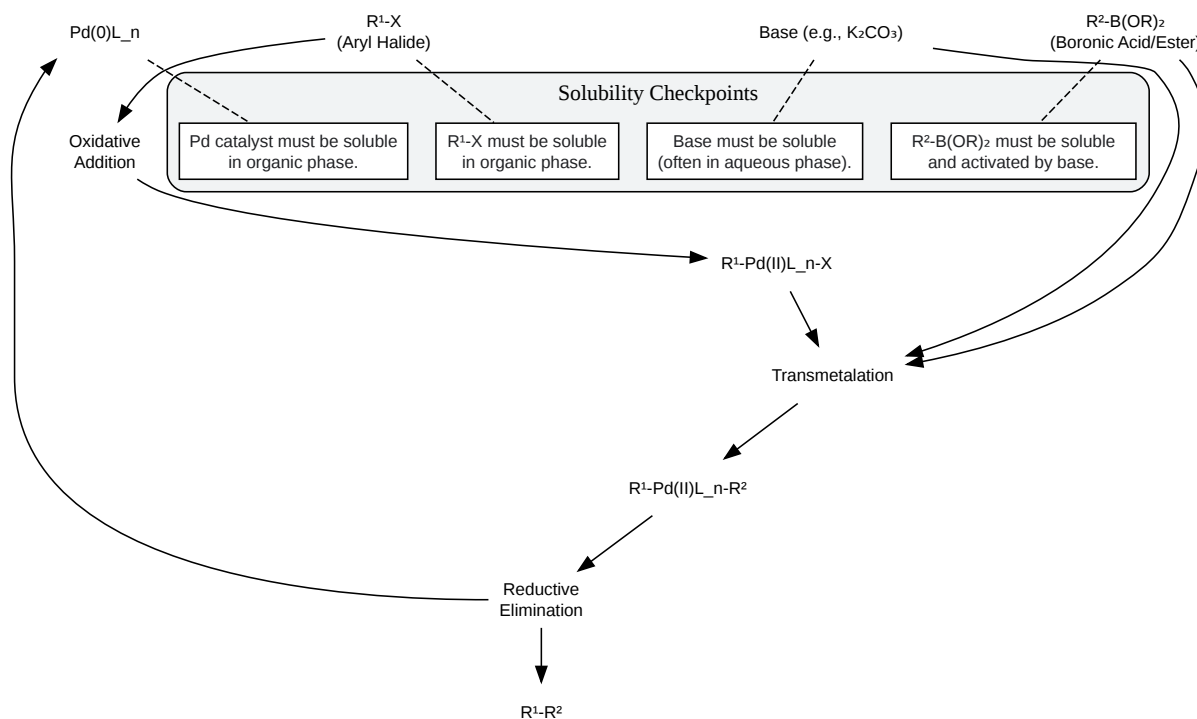 Pd(0)L_n
R¹-X
(Aryl Halide)
Base (e.g., K₂CO₃)
R²-B(OR)₂
(Boronic Acid/Ester)
Solubility Checkpoints
Oxidative
Addition
Pd catalyst must be soluble
in organic phase.
R¹-X must be soluble
in organic phase.
Base must be soluble
(often in aqueous phase).
R²-B(OR)₂ must be soluble
and activated by base.
R¹-Pd(II)L_n-X
Transmetalation
R¹-Pd(II)L_n-R²
Reductive
Elimination
R¹-R²